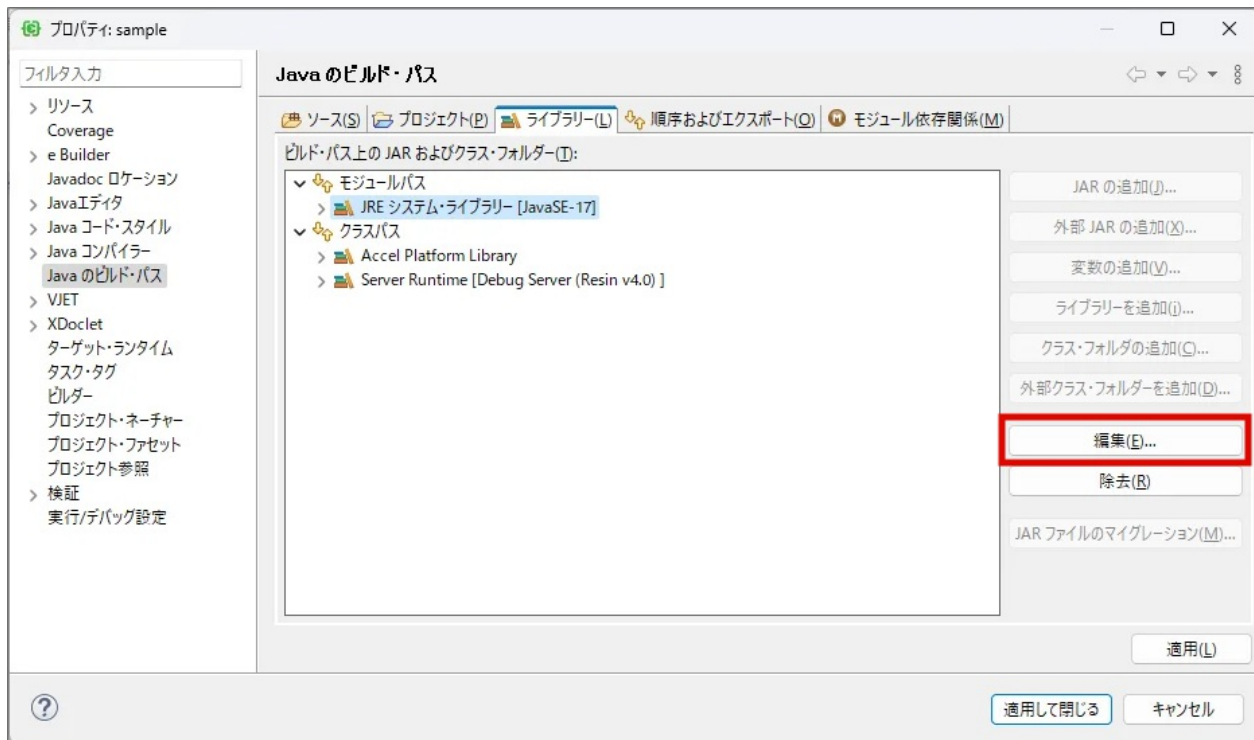 プロパティ: sample
フィルタ入力
リソース
Coverage
e Builder
Javadoc ロケーション
Javaエディタ
Java コード・スタイル
Java コンパイラー
Java のビルド・パス
VJET
XDoclet
ターゲット・ランタイム
タスク・タグ
ビルダー
プロジェクト・ネーチャー
プロジェクト・ファセット
プロジェクト参照
検証
実行/デバッグ設定
Java のビルド・パス
ソース(S) プロジェクト(P) ライブラリー(L) 順序およびエクスポート(O) モジュール依存関係(M)
ビルド・パス上の JAR およびクラス・フォルダー(T):
モジュールパス
JRE システム・ライブラリー [JavaSE-17]
クラスパス
Accel Platform Library
Server Runtime [Debug Server (Resin v4.0) ]
JAR の追加(J)...
外部 JAR の追加(X)...
変数の追加(V)...
ライブラリーを追加(i)...
クラス・フォルダの追加(C)...
外部クラス・フォルダーを追加(D)...
編集(E)...
除去(R)
JAR ファイルのマイグレーション(M)...
適用(L)
適用して閉じる
キャンセル